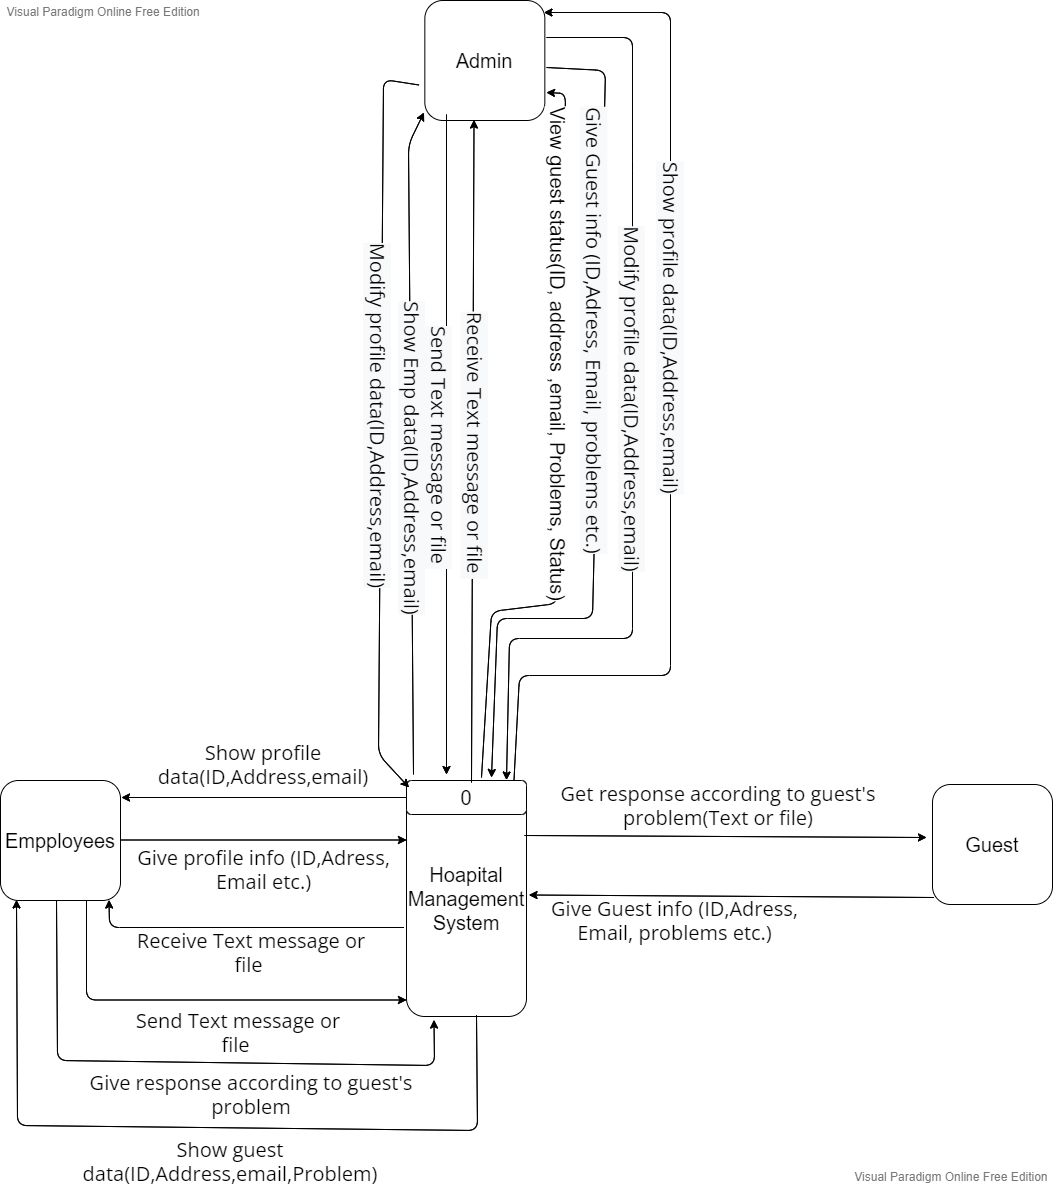 Visual Paradigm Online Free Edition
Admin
Modify profile data(ID,Address,email)
Show Emp data(ID,Address,email)
Send Text message or file
Receive Text message or file
View guest status(ID, address ,email, Problems, Status)
Give Guest info (ID,Adress, Email, problems etc.)
Modify profile data(ID,Address,email)
Show profile data(ID,Address,email)
Show profile
data(ID,Address,email)
Empployees
Give profile info (ID,Adress,
Email etc.)
Receive Text message or
file
Send Text message or
file
Give response according to guest's
problem
Show guest
data(ID,Address,email,Problem)
0
Hoapital
Management
System
Get response according to guest's
problem(Text or file)
Guest
Give Guest info (ID,Adress,
Email, problems etc.)
Visual Paradigm Online Free Edition